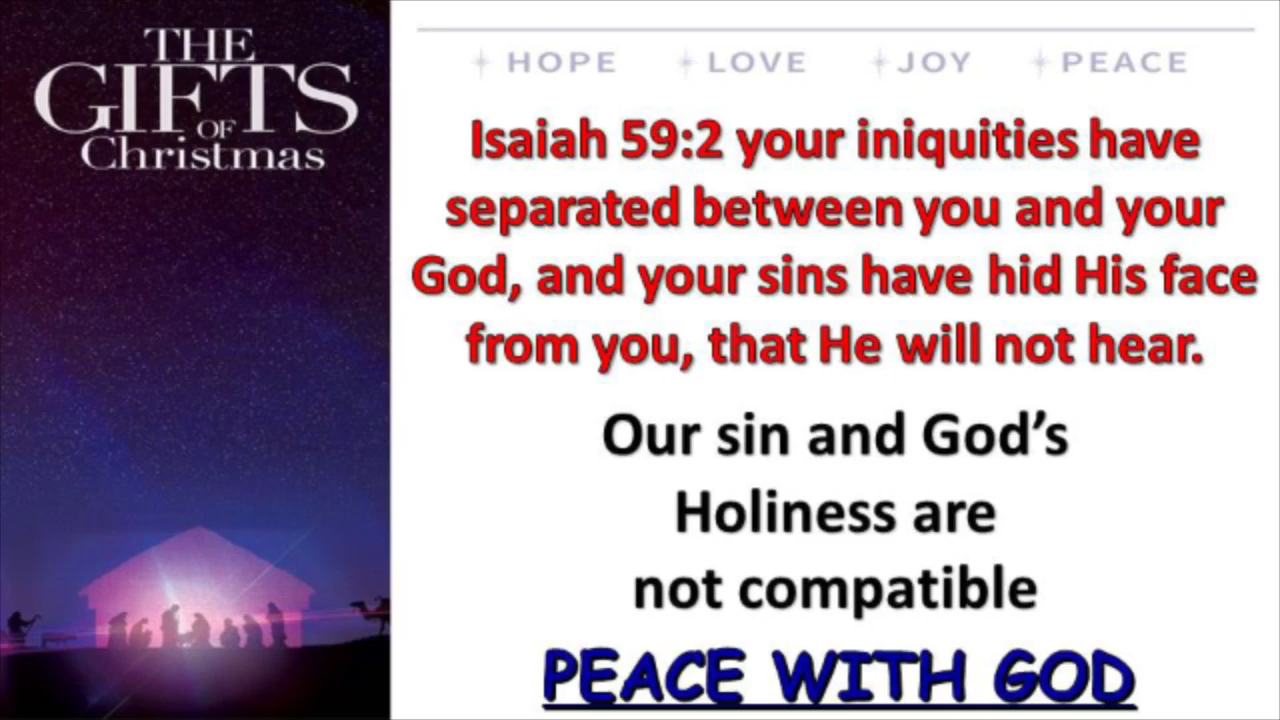 THE
GIFTS
OF
Christmas
HOPE LOVE JOY PEACE
Isaiah 59:2 your iniquities have
separated between you and your
God, and your sins have hid His face
from you, that He will not hear.
Our sin and God’s
Holiness are
not compatible
PEACE WITH GOD